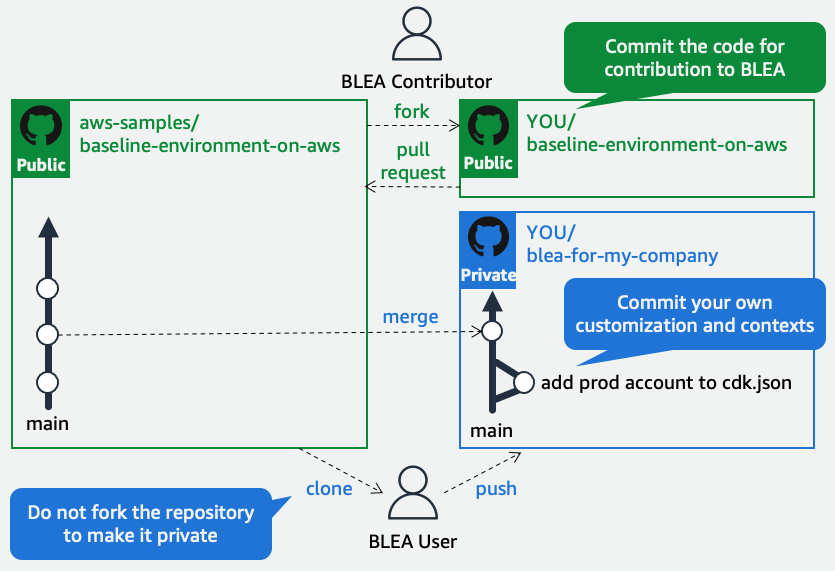 BLEA Contributor
Commit the code for
contribution to BLEA
Public
aws-samples/
baseline-environment-on-aws
fork
pull
request
Public
YOU/
baseline-environment-on-aws
Private
YOU/
blea-for-my-company
Commit your own
customization and contexts
merge
add prod account to cdk.json
main
main
clone
push
Do not fork the repository
to make it private
BLEA User